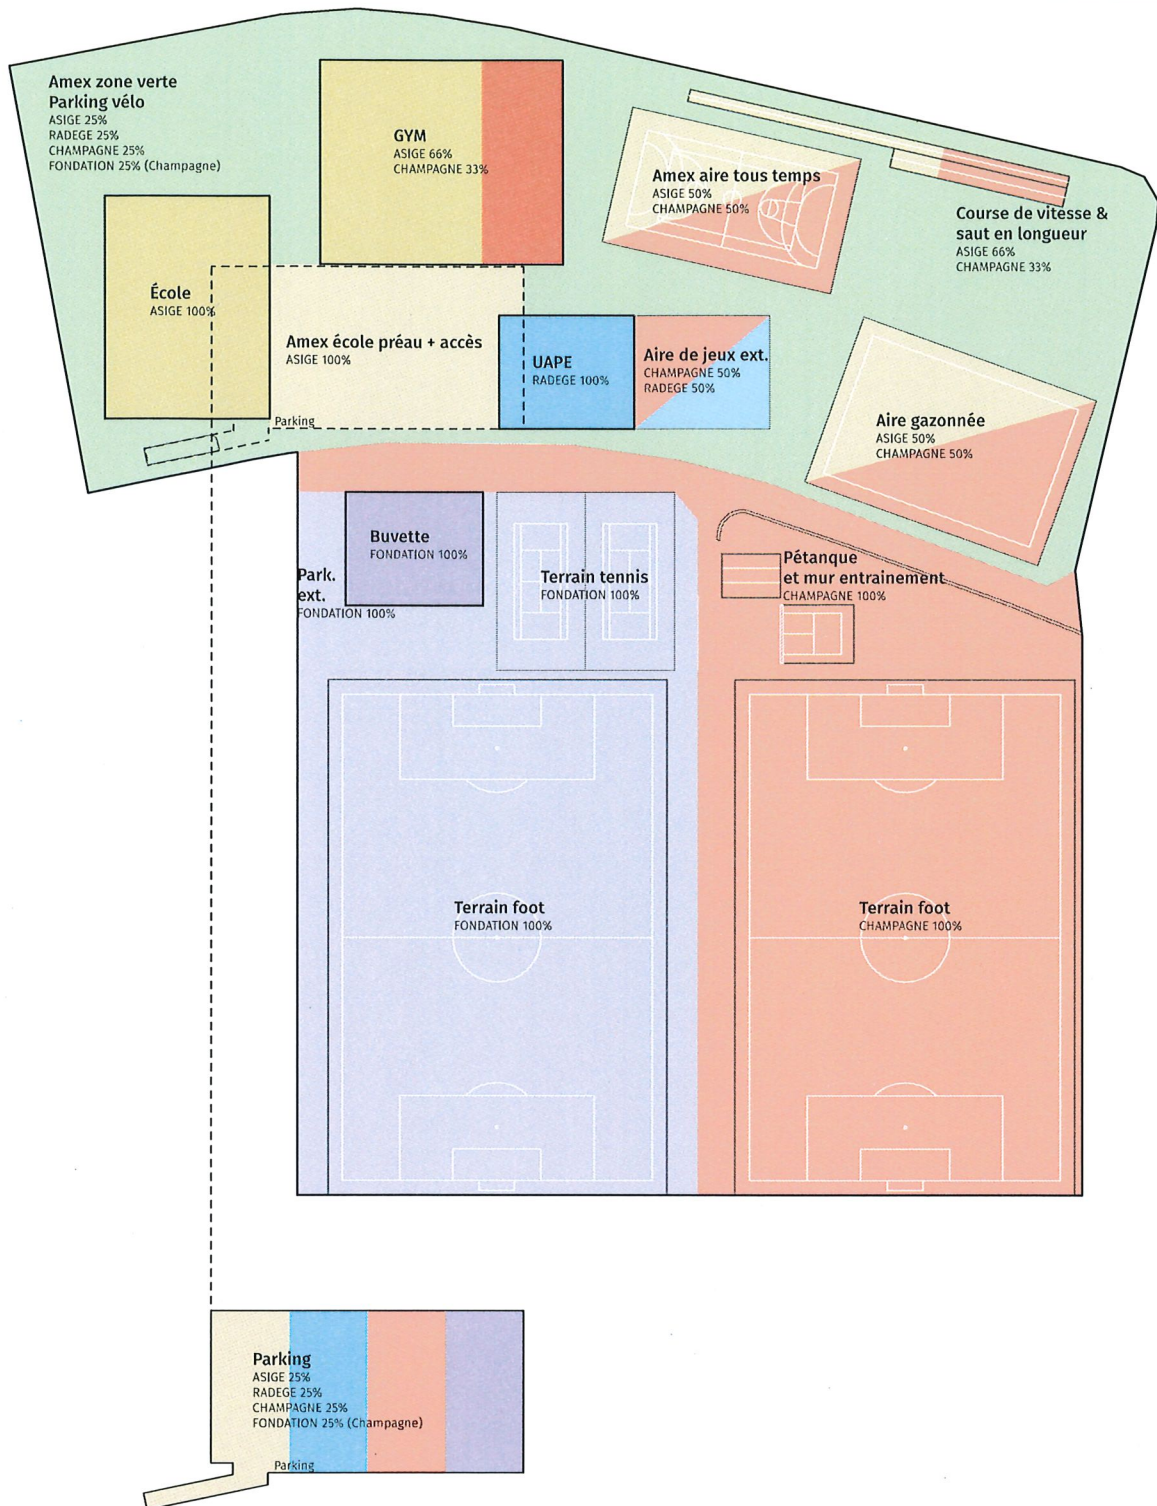 Amex zone verte
Parking vélo
ASIGE 25%
RADEGE 25%
CHAMPAGNE 25%
FONDATION 25% (Champagne)
GYM
ASIGE 66%
CHAMPAGNE 33%
Amex aire tous temps
ASIGE 50%
CHAMPAGNE 50%
Course de vitesse &
saut en longueur
ASIGE 66%
CHAMPAGNE 33%
École
ASIGE 100%
Amex école préau + accès
ASIGE 100%
UAPE
RADEGE 100%
Aire de jeux ext.
CHAMPAGNE 50%
RADEGE 50%
Aire gazonnée
ASIGE 50%
CHAMPAGNE 50%
Parking
Buvette
FONDATION 100%
Park.
ext.
FONDATION 100%
Terrain tennis
FONDATION 100%
Pétanque
et mur entrainement
CHAMPAGNE 100%
Terrain foot
FONDATION 100%
Terrain foot
CHAMPAGNE 100%
Parking
ASIGE 25%
RADEGE 25%
CHAMPAGNE 25%
FONDATION 25% (Champagne)
Parking